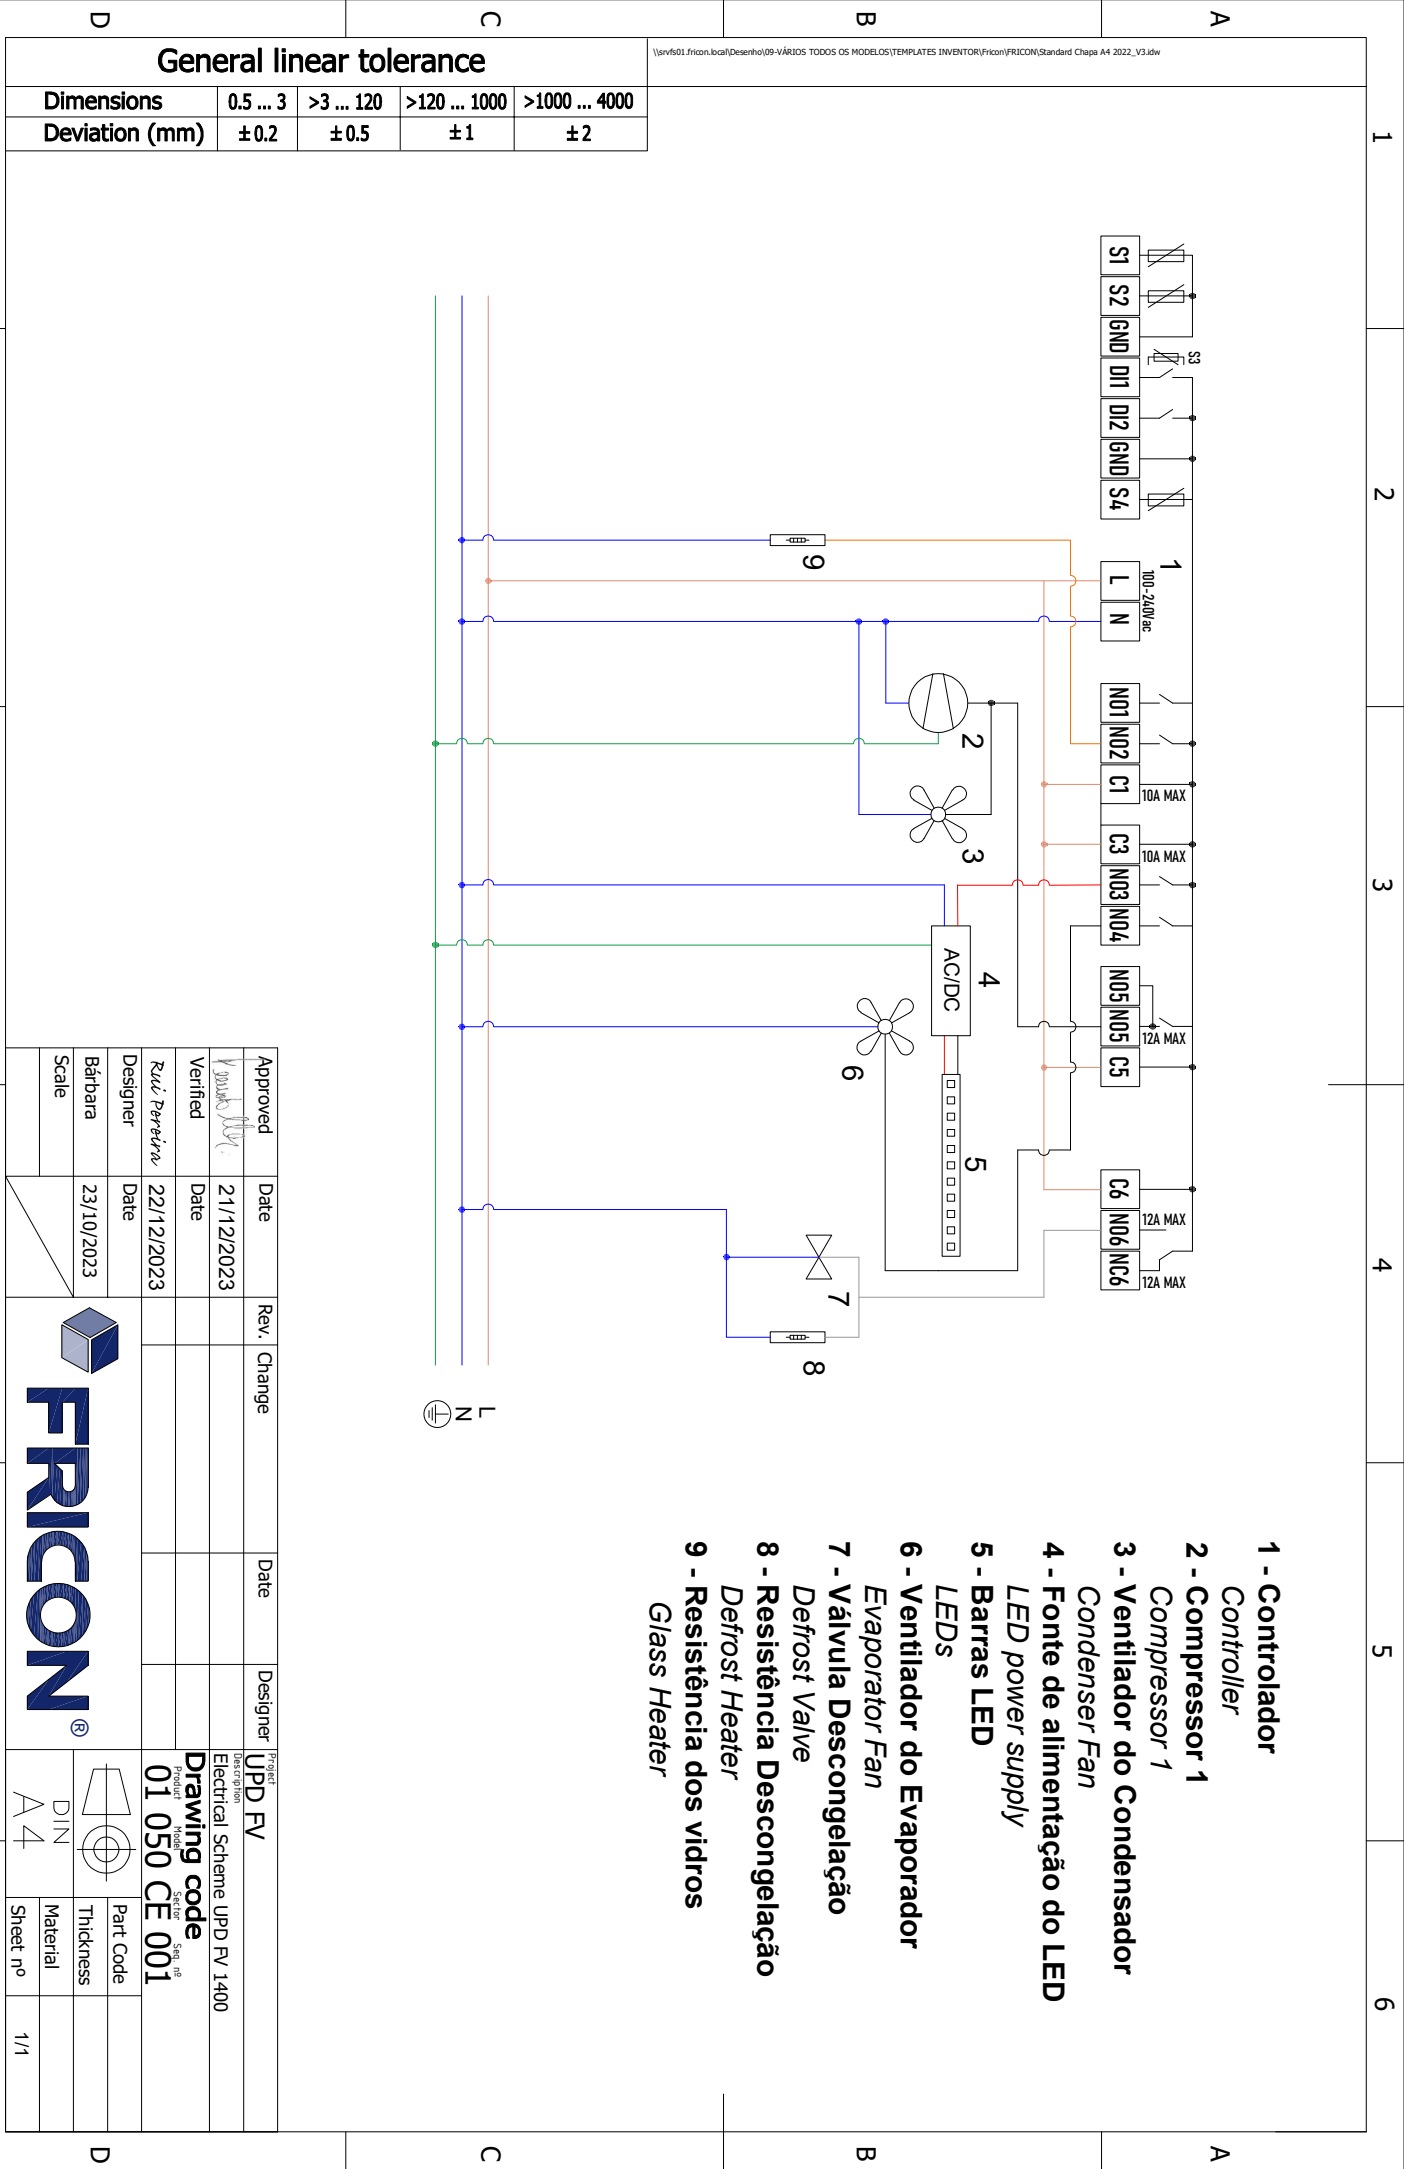 General linear tolerance
Dimensions 0.5 ... 3 >3 ... 120 >120 ... 1000 >1000 ... 4000
Deviation (mm) ±0.2 ±0.5 ±1 ±2
\\srvfs01.fricon.local\Desenho\09-VÁRIOS TODOS OS MODELOS\TEMPLATES INVENTOR\Fricon\FRICON\Standard Chapa A4 2022_V3.idw
1 2 3 4 5 6
A B C D
A B C D
S1 S2 GND DI1 DI2 GND S4 L N NO1 NO2 C1 C3 NO3 NO4 NO5 NO5 C5 C6 NO6 NC6
S3
1
100-240Vac
10A MAX
10A MAX
12A MAX
12A MAX
12A MAX
9
2
3
4
AC/DC
5
6
7
8
L
N
1 - Controlador
Controller
2 - Compressor 1
Compressor 1
3 - Ventilador do Condensador
Condenser Fan
4 - Fonte de alimentação do LED
LED power supply
5 - Barras LED
LEDs
6 - Ventilador do Evaporador
Evaporator Fan
7 - Válvula Descongelação
Defrost Valve
8 - Resistência Descongelação
Defrost Heater
9 - Resistência dos vidros
Glass Heater
Approved Date Rev. Change Date Designer
21/12/2023
Verified Date
Rui Pereira 22/12/2023
Designer Date
Bárbara 23/10/2023
Scale
FRICON®
Project
UPD FV
Description
Electrical Scheme UPD FV 1400
Drawing code
Product Model Sector Seq. nº
01 050 CE 001
Part Code
Thickness
DIN
A4
Material
Sheet nº 1/1